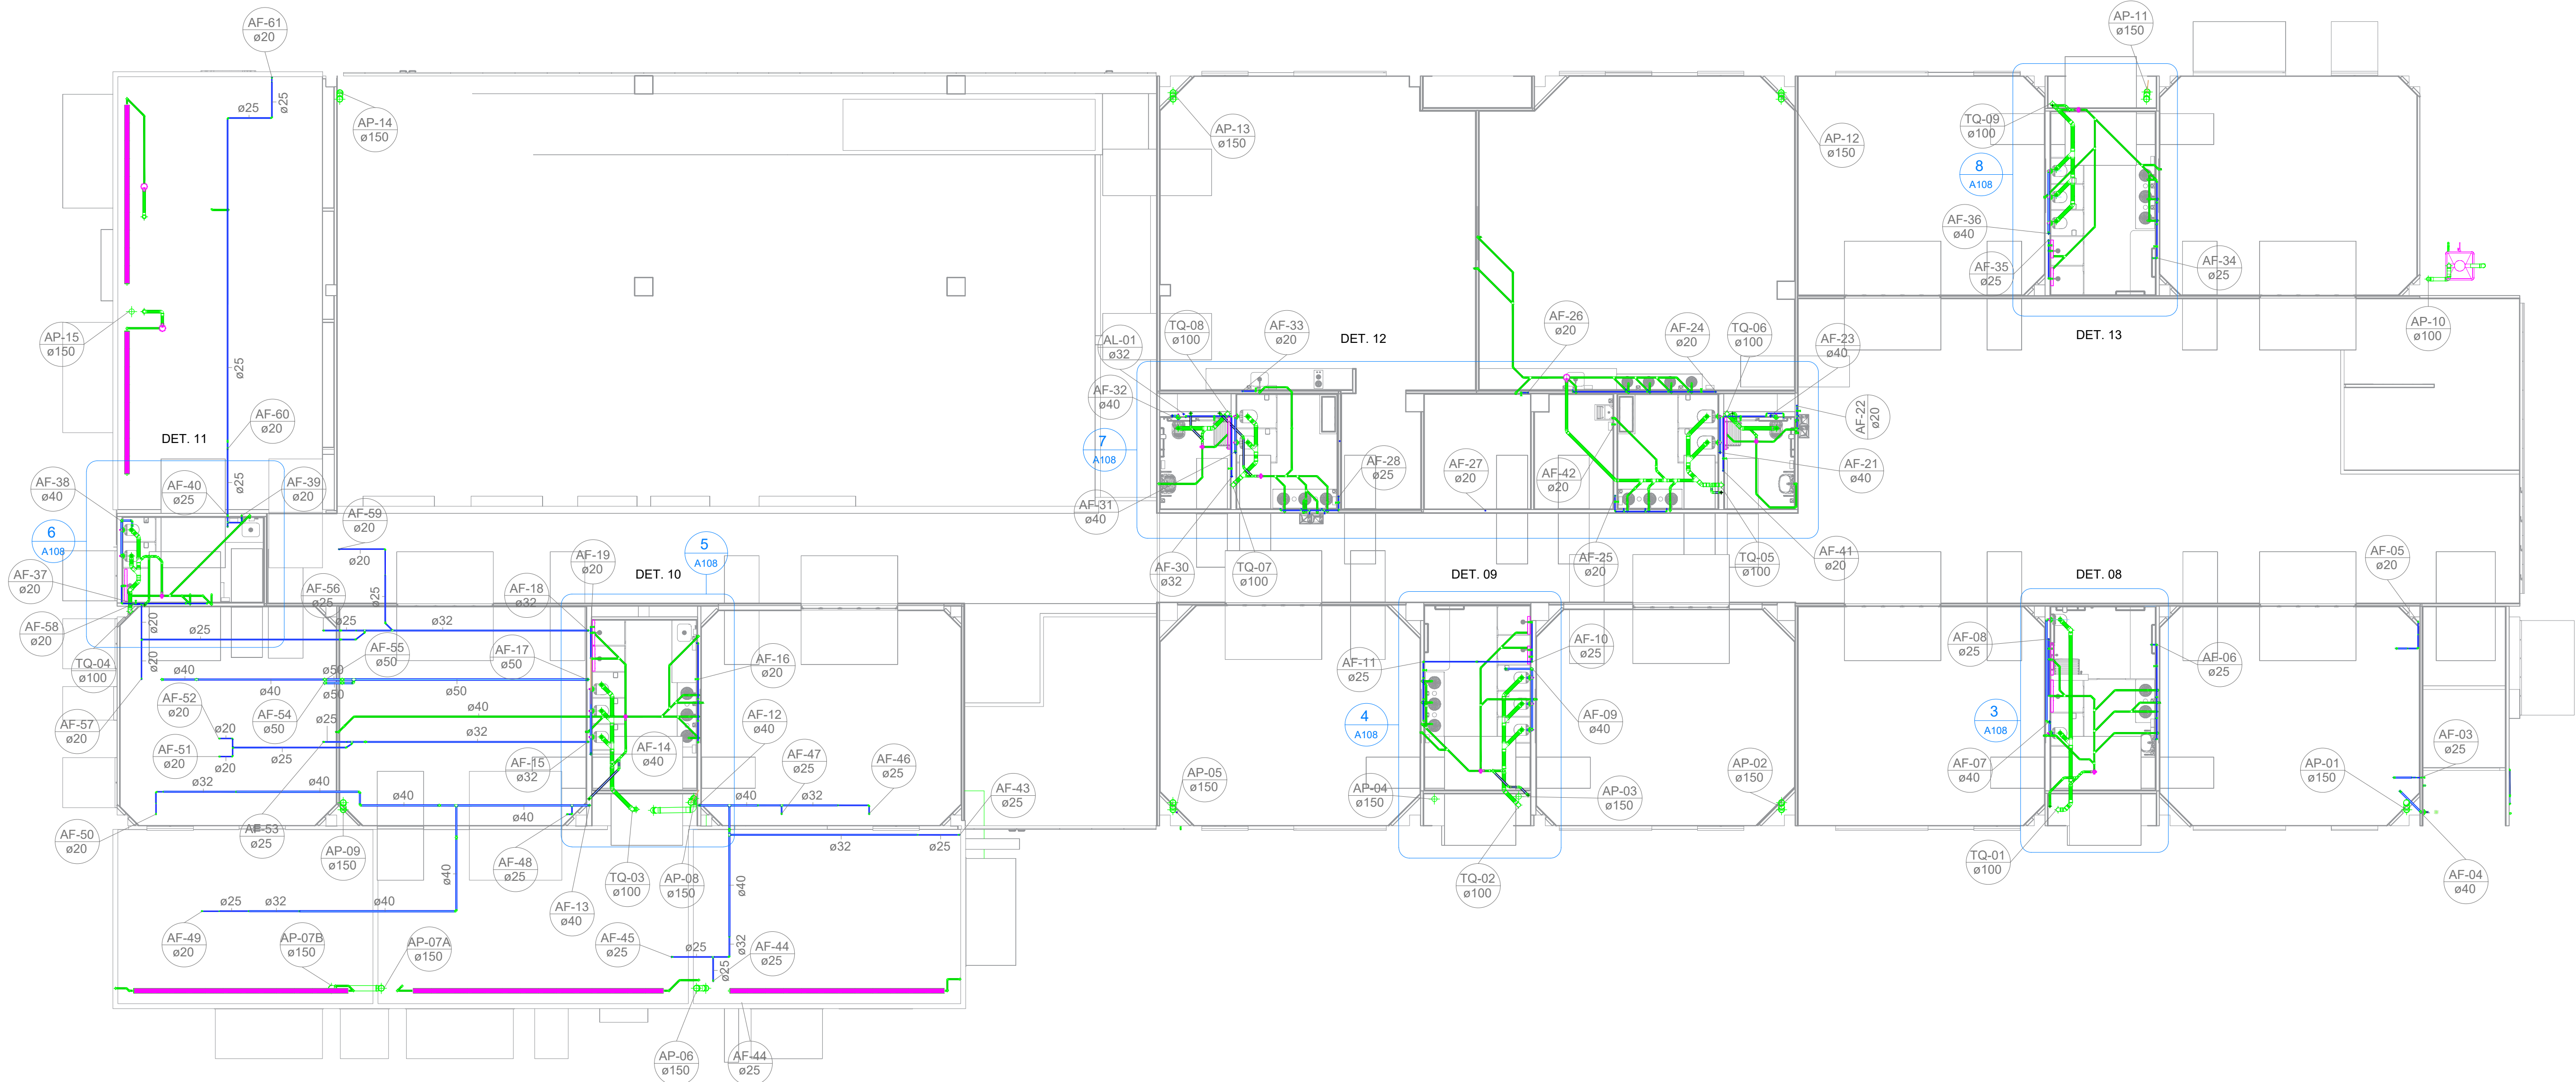 AF-61
ø20
AP-11
ø150
ø25
ø25
AP-14
ø150
AP-13
ø150
AP-12
ø150
TQ-09
ø100
8
A108
AF-36
ø40
AF-35
ø25
AF-34
ø25
AP-15
ø150
AP-10
ø100
DET. 13
AL-01
ø32
TQ-08
ø100
AF-33
ø20
DET. 12
AF-26
ø20
AF-24
ø20
TQ-06
ø100
AF-23
ø40
ø25
AF-32
ø40
AF-60
ø20
DET. 11
AF-22
ø20
7
A108
AF-38
ø40
AF-40
ø25
AF-39
ø20
ø25
AF-28
ø25
AF-27
ø20
AF-42
ø20
AF-21
ø40
AF-31
ø40
AF-59
ø20
6
A108
5
A108
ø20
AF-19
ø20
DET. 10
AF-30
ø32
TQ-07
ø100
DET. 09
AF-25
ø20
TQ-05
ø100
AF-41
ø20
DET. 08
AF-05
ø20
AF-37
ø20
AF-56
ø25
ø25
AF-18
ø32
AF-58
ø20
ø20
ø25
ø25
ø32
AF-55
ø50
AF-17
ø50
AF-16
ø20
AF-11
ø25
AF-10
ø25
AF-08
ø25
AF-06
ø25
TQ-04
ø100
ø20
ø40
ø40
ø50
ø50
ø50
AF-57
ø20
AF-52
ø20
AF-54
ø50
ø20
ø25
ø40
AF-12
ø40
4
A108
AF-09
ø40
3
A108
AF-03
ø25
AF-51
ø20
ø20
ø25
ø32
AF-15
ø32
AF-14
ø40
AF-47
ø25
AF-46
ø25
AF-07
ø40
ø32
ø40
ø40
ø40
ø40
ø32
AF-43
ø25
AP-05
ø150
AP-04
ø150
AP-03
ø150
AP-02
ø150
AP-01
ø150
AF-50
ø20
AF-53
ø25
AP-09
ø150
ø32
ø25
AF-48
ø25
TQ-03
ø100
AP-08
ø150
ø40
ø40
TQ-02
ø100
TQ-01
ø100
AF-04
ø40
ø25
ø32
ø40
AF-13
ø40
AF-49
ø20
AP-07B
ø150
AP-07A
ø150
AF-45
ø25
ø25
ø32
AF-44
ø25
ø25
AP-06
ø150
AF-44
ø25